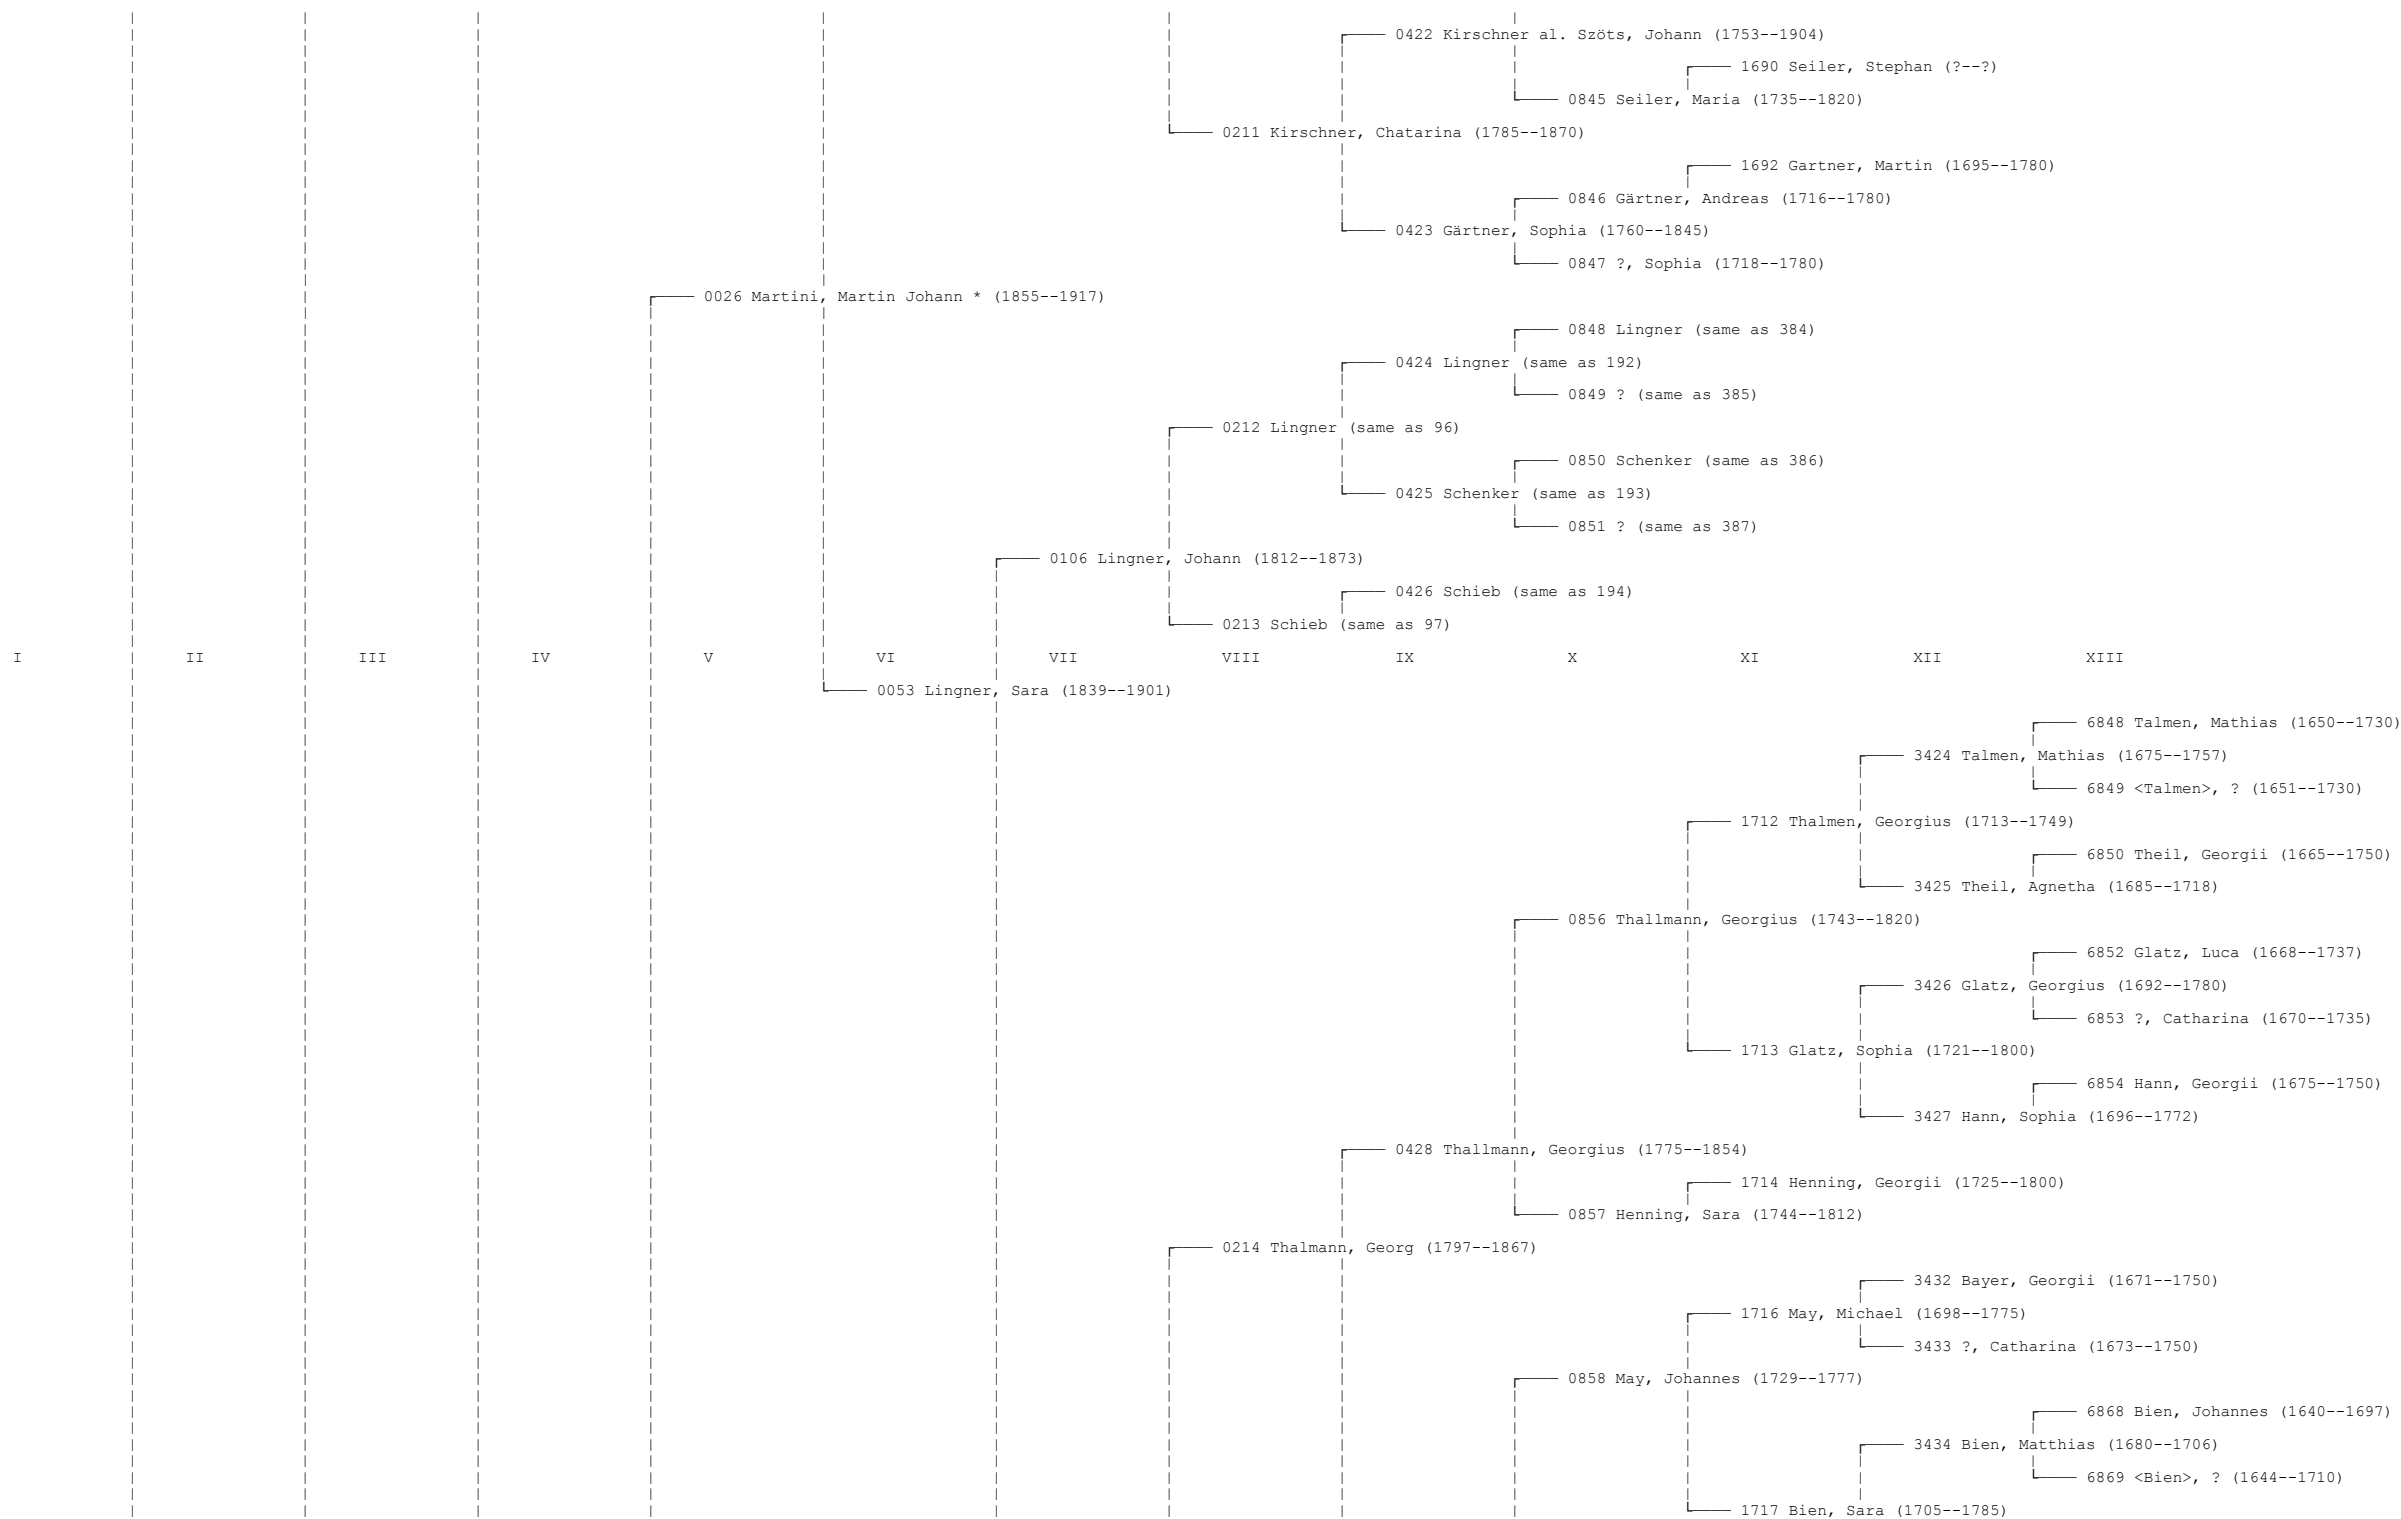 0422 Kirschner al. Szöts, Johann (1753--1904)
1690 Seiler, Stephan (?--?)
0845 Seiler, Maria (1735--1820)
0211 Kirschner, Chatarina (1785--1870)
1692 Gartner, Martin (1695--1780)
0846 Gärtner, Andreas (1716--1780)
0423 Gärtner, Sophia (1760--1845)
0847 ?, Sophia (1718--1780)
0026 Martini, Martin Johann * (1855--1917)
0848 Lingner (same as 384)
0424 Lingner (same as 192)
0849 ? (same as 385)
0212 Lingner (same as 96)
0850 Schenker (same as 386)
0425 Schenker (same as 193)
0851 ? (same as 387)
0106 Lingner, Johann (1812--1873)
0426 Schieb (same as 194)
0213 Schieb (same as 97)
I II III IV V VI VII VIII IX X XI XII XIII
0053 Lingner, Sara (1839--1901)
6848 Talmen, Mathias (1650--1730)
3424 Talmen, Mathias (1675--1757)
6849 <Talmen>, ? (1651--1730)
1712 Thalmen, Georgius (1713--1749)
6850 Theil, Georgii (1665--1750)
3425 Theil, Agnetha (1685--1718)
0856 Thallmann, Georgius (1743--1820)
6852 Glatz, Luca (1668--1737)
3426 Glatz, Georgius (1692--1780)
6853 ?, Catharina (1670--1735)
1713 Glatz, Sophia (1721--1800)
6854 Hann, Georgii (1675--1750)
3427 Hann, Sophia (1696--1772)
0428 Thallmann, Georgius (1775--1854)
1714 Henning, Georgii (1725--1800)
0857 Henning, Sara (1744--1812)
0214 Thalmann, Georg (1797--1867)
3432 Bayer, Georgii (1671--1750)
1716 May, Michael (1698--1775)
3433 ?, Catharina (1673--1750)
0858 May, Johannes (1729--1777)
6868 Bien, Johannes (1640--1697)
3434 Bien, Matthias (1680--1706)
6869 <Bien>, ? (1644--1710)
1717 Bien, Sara (1705--1785)